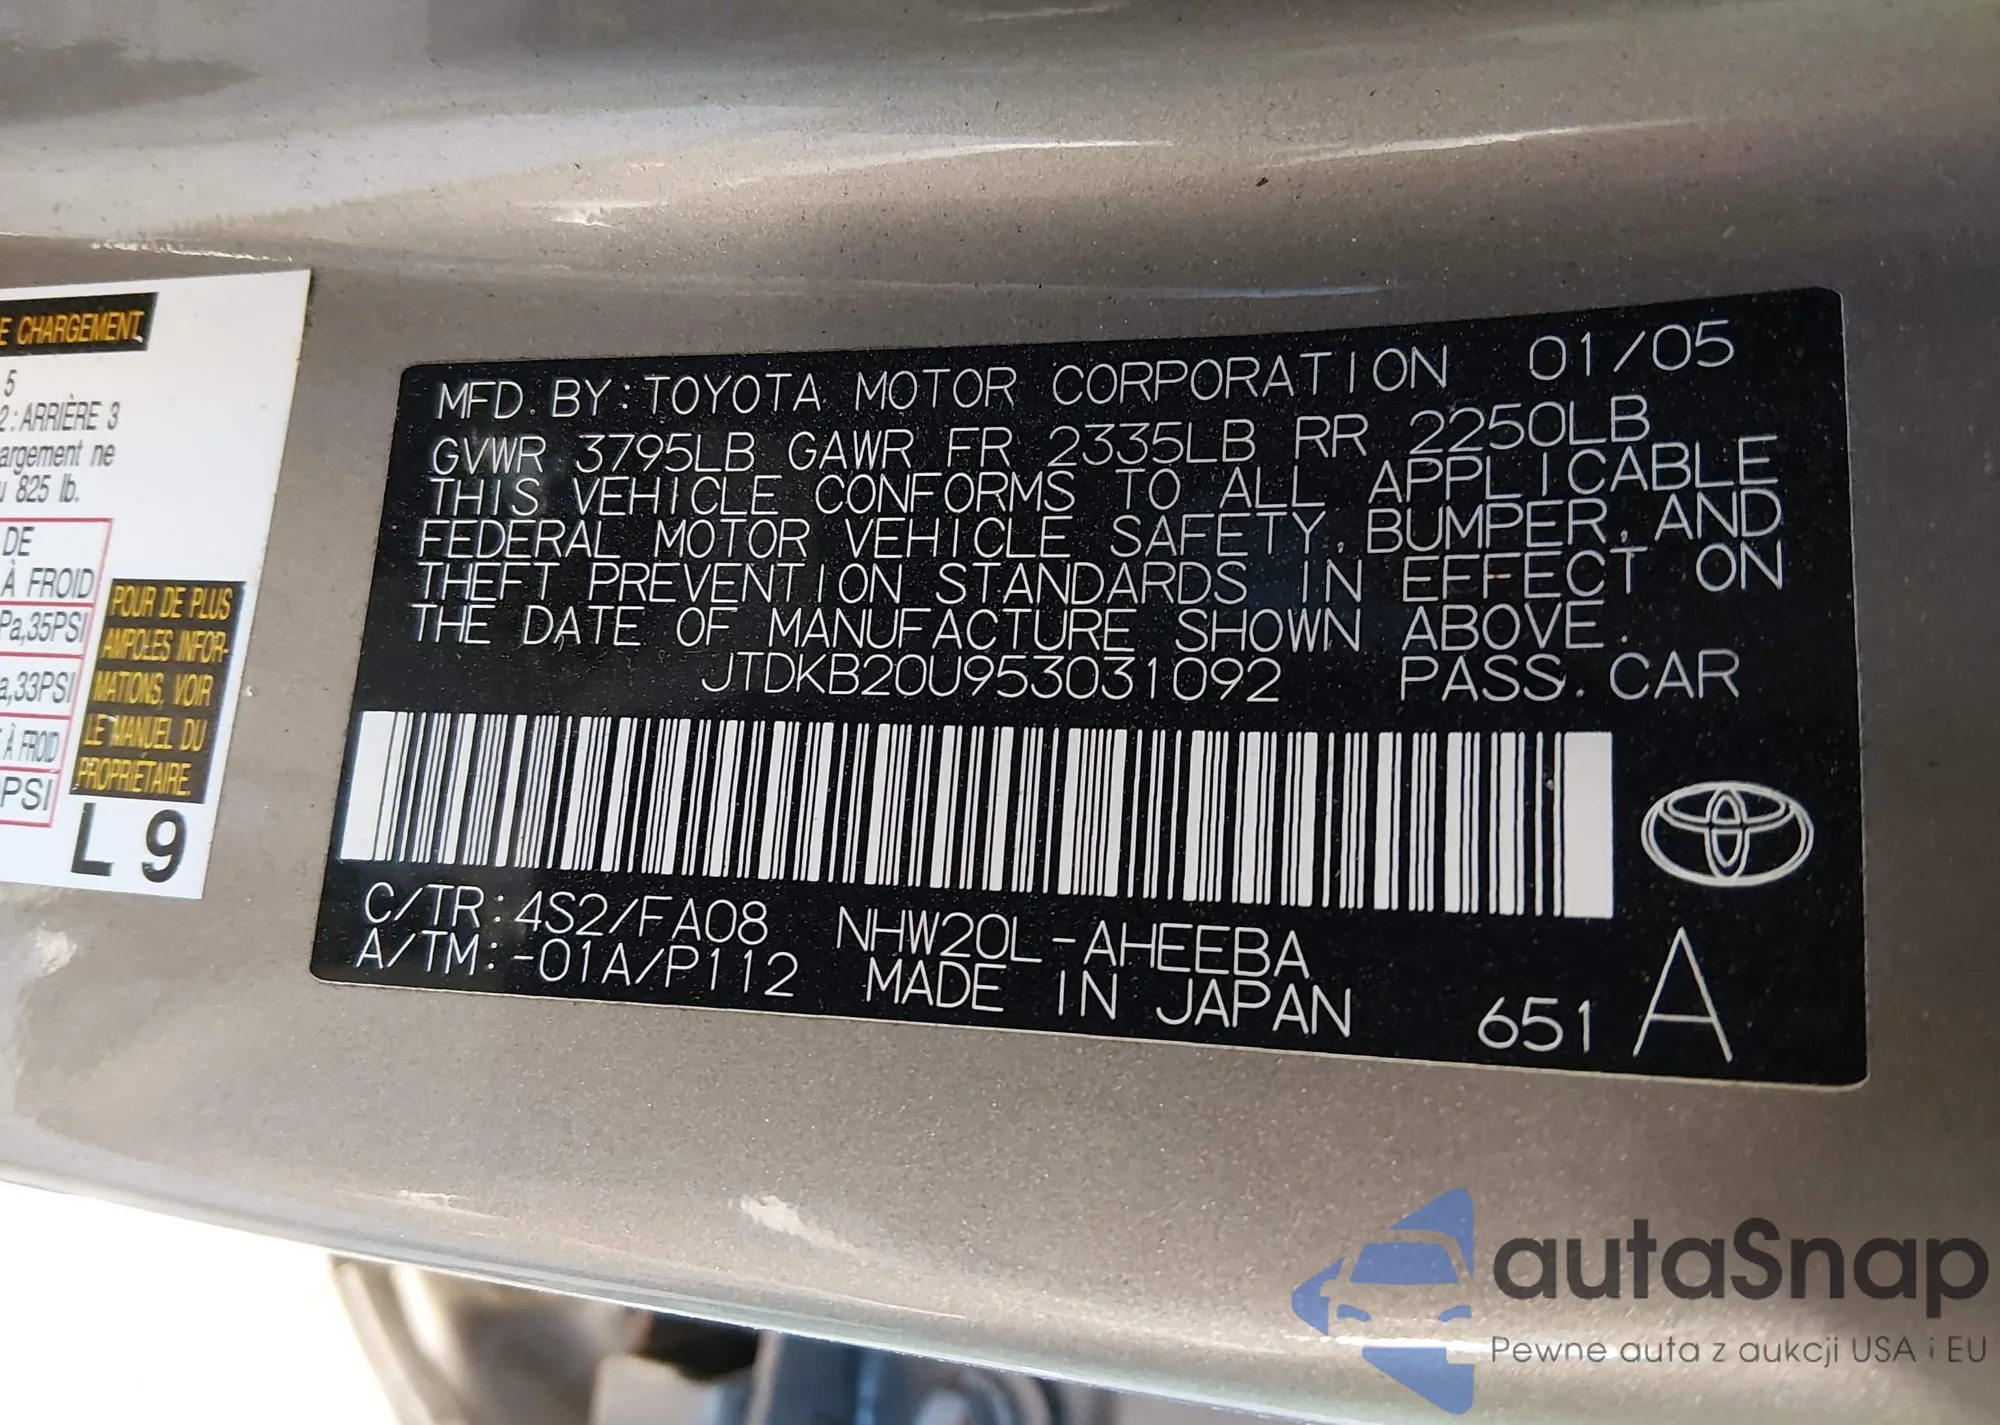 E CHARGEMENT
5
2:ARRIÈRE 3
argement ne
u 825 lb.
DE
À FROID
Pa,35PSI
a,33PSI
À FROID
PSI
POUR DE PLUS
AMPLES INFOR-
MATIONS, VOIR
LE MANUEL DU
PROPRIÉTAIRE.
L 9
MFD. BY: TOYOTA MOTOR CORPORATION 01/05
GVWR 3795LB GAWR FR 2335LB RR 2250LB
THIS VEHICLE CONFORMS TO ALL APPLICABLE
FEDERAL MOTOR VEHICLE SAFETY, BUMPER, AND
THEFT PREVENTION STANDARDS IN EFFECT ON
THE DATE OF MANUFACTURE SHOWN ABOVE.
JTDKB20U953031092 PASS. CAR
C/TR: 4S2/FA08 NHW20L-AHEEBA
A/TM: -01A/P112 MADE IN JAPAN 651 A
autaSnap
Pewne auta z aukcji USA i EU